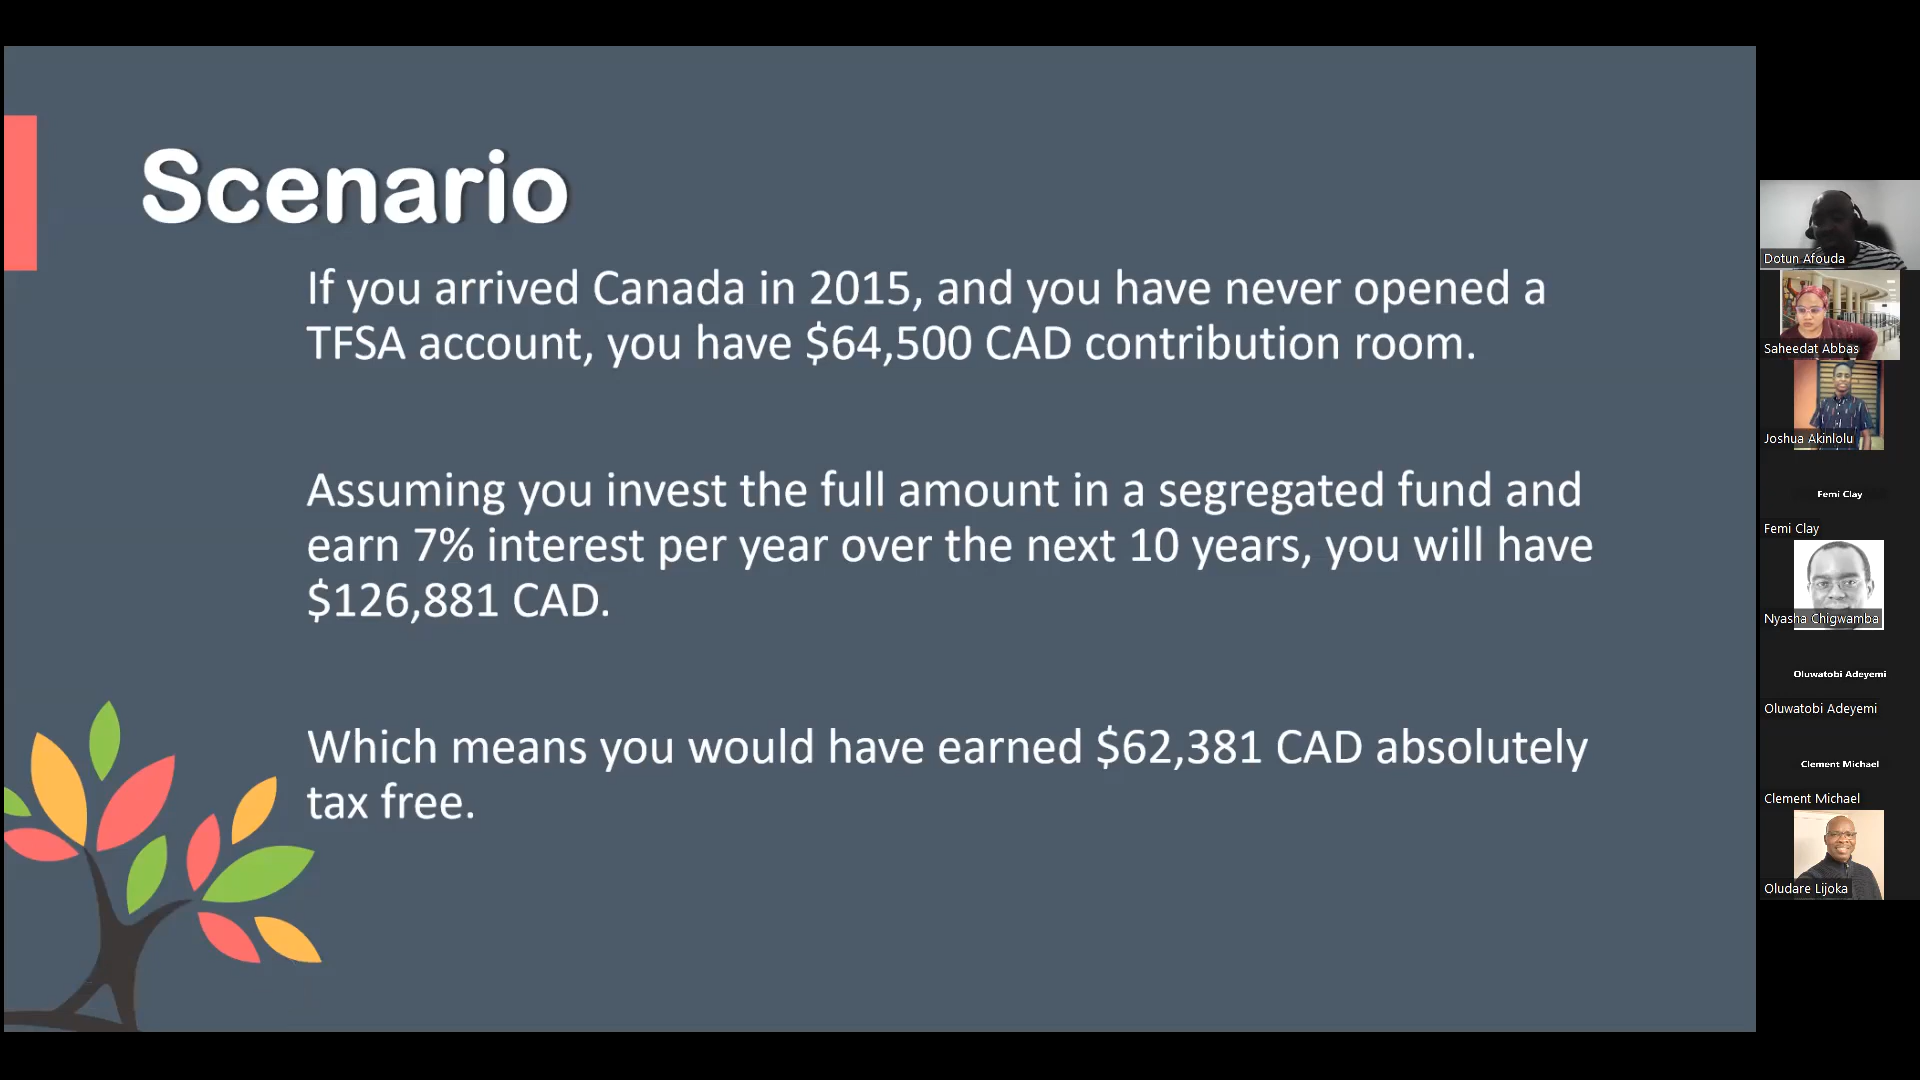 Scenario
If you arrived Canada in 2015, and you have never opened a
TFSA account, you have $64,500 CAD contribution room.
Assuming you invest the full amount in a segregated fund and
earn 7% interest per year over the next 10 years, you will have
$126,881 CAD.
Which means you would have earned $62,381 CAD absolutely
tax free.
Dotun Afouda
Saheedat Abbas
Joshua Akinlolu
Femi Clay
Femi Clay
Nyasha Chigwamba
Oluwatobi Adeyemi
Oluwatobi Adeyemi
Clement Michael
Clement Michael
Oludare Lijoka